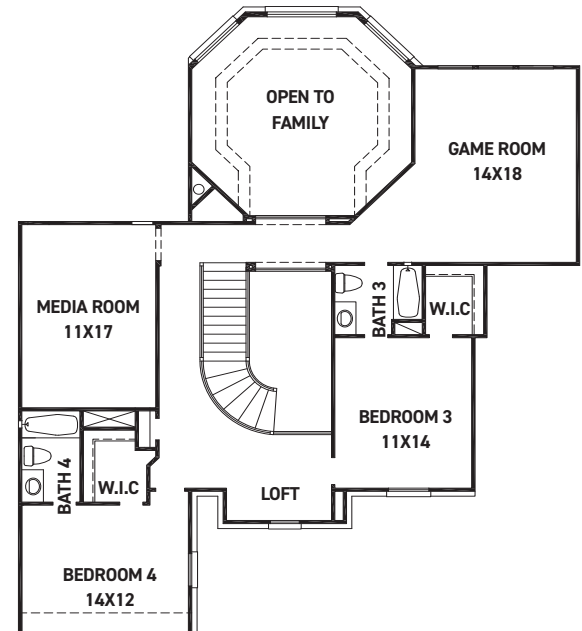 OPEN TO
FAMILY
GAME ROOM
14X18
MEDIA ROOM
11X17
BATH 3
W.I.C
BEDROOM 3
11X14
BATH 4
W.I.C
LOFT
BEDROOM 4
14X12